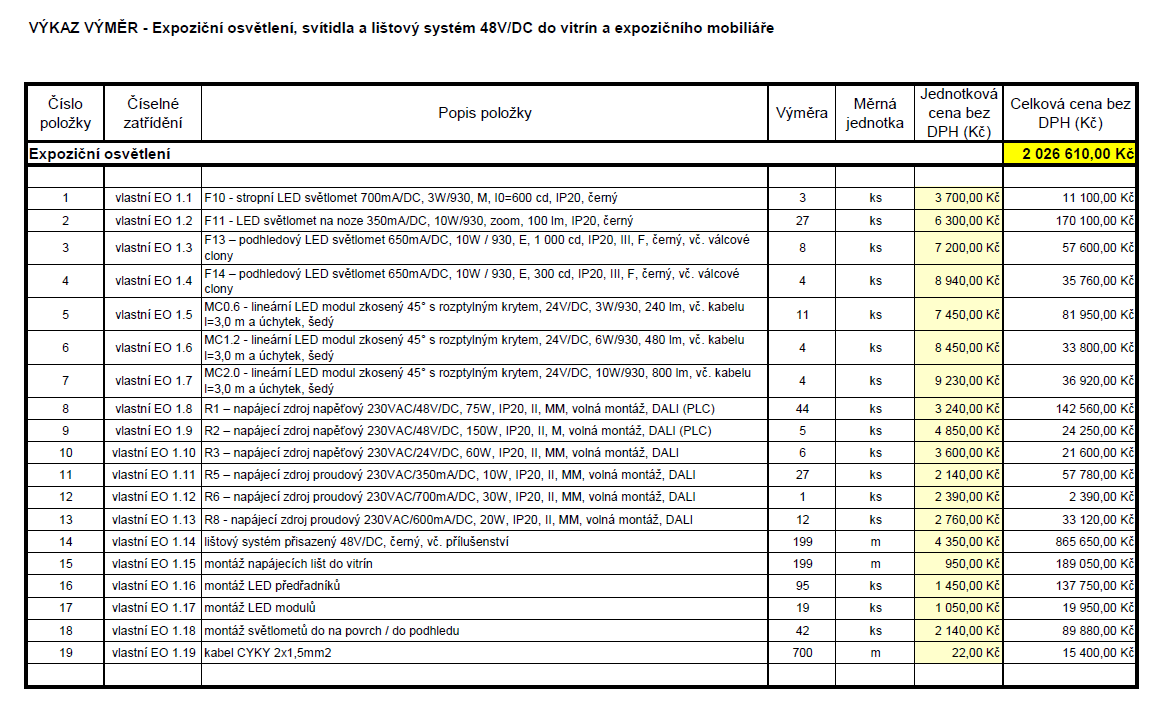 VÝKAZ VÝMĚR - Expoziční osvětlení, svítidla a lištový systém 48V/DC do vitrín a expozičního mobiliáře
Číslo položky Číselné zatřídění Popis položky Výměra Měrná jednotka Jednotková cena bez DPH (Kč) Celková cena bez DPH (Kč)
Expoziční osvětlení 2 026 610,00 Kč
1 vlastní EO 1.1 F10 - stropní LED světlomet 700mA/DC, 3W/930, M, I0=600 cd, IP20, černý 3 ks 3 700,00 Kč 11 100,00 Kč
2 vlastní EO 1.2 F11 - LED světlomet na noze 350mA/DC, 10W/930, zoom, 100 lm, IP20, černý 27 ks 6 300,00 Kč 170 100,00 Kč
3 vlastní EO 1.3 F13 – podhledový LED světlomet 650mA/DC, 10W / 930, E, 1 000 cd, IP20, III, F, černý, vč. válcové
clony 8 ks 7 200,00 Kč 57 600,00 Kč
4 vlastní EO 1.4 F14 – podhledový LED světlomet 650mA/DC, 10W / 930, E, 300 cd, IP20, III, F, černý, vč. válcové
clony 4 ks 8 940,00 Kč 35 760,00 Kč
5 vlastní EO 1.5 MC0.6 - lineární LED modul zkosený 45° s rozptylným krytem, 24V/DC, 3W/930, 240 lm, vč. kabelu
l=3,0 m a úchytek, šedý 11 ks 7 450,00 Kč 81 950,00 Kč
6 vlastní EO 1.6 MC1.2 - lineární LED modul zkosený 45° s rozptylným krytem, 24V/DC, 6W/930, 480 lm, vč. kabelu
l=3,0 m a úchytek, šedý 4 ks 8 450,00 Kč 33 800,00 Kč
7 vlastní EO 1.7 MC2.0 - lineární LED modul zkosený 45° s rozptylným krytem, 24V/DC, 10W/930, 800 lm, vč. kabelu
l=3,0 m a úchytek, šedý 4 ks 9 230,00 Kč 36 920,00 Kč
8 vlastní EO 1.8 R1 – napájecí zdroj napěťový 230VAC/48V/DC, 75W, IP20, II, MM, volná montáž, DALI (PLC) 44 ks 3 240,00 Kč 142 560,00 Kč
9 vlastní EO 1.9 R2 – napájecí zdroj napěťový 230VAC/48V/DC, 150W, IP20, II, M, volná montáž, DALI (PLC) 5 ks 4 850,00 Kč 24 250,00 Kč
10 vlastní EO 1.10 R3 – napájecí zdroj napěťový 230VAC/24V/DC, 60W, IP20, II, MM, volná montáž, DALI 6 ks 3 600,00 Kč 21 600,00 Kč
11 vlastní EO 1.11 R5 – napájecí zdroj proudový 230VAC/350mA/DC, 10W, IP20, II, MM, volná montáž, DALI 27 ks 2 140,00 Kč 57 780,00 Kč
12 vlastní EO 1.12 R6 – napájecí zdroj proudový 230VAC/700mA/DC, 30W, IP20, II, MM, volná montáž, DALI 1 ks 2 390,00 Kč 2 390,00 Kč
13 vlastní EO 1.13 R8 - napájecí zdroj proudový 230VAC/600mA/DC, 20W, IP20, II, MM, volná montáž, DALI 12 ks 2 760,00 Kč 33 120,00 Kč
14 vlastní EO 1.14 lištový systém přisazený 48V/DC, černý, vč. příslušenství 199 m 4 350,00 Kč 865 650,00 Kč
15 vlastní EO 1.15 montáž napájecích lišt do vitrín 199 m 950,00 Kč 189 050,00 Kč
16 vlastní EO 1.16 montáž LED předřadníků 95 ks 1 450,00 Kč 137 750,00 Kč
17 vlastní EO 1.17 montáž LED modulů 19 ks 1 050,00 Kč 19 950,00 Kč
18 vlastní EO 1.18 montáž světlometů do na povrch / do podhledu 42 ks 2 140,00 Kč 89 880,00 Kč
19 vlastní EO 1.19 kabel CYKY 2x1,5mm2 700 m 22,00 Kč 15 400,00 Kč